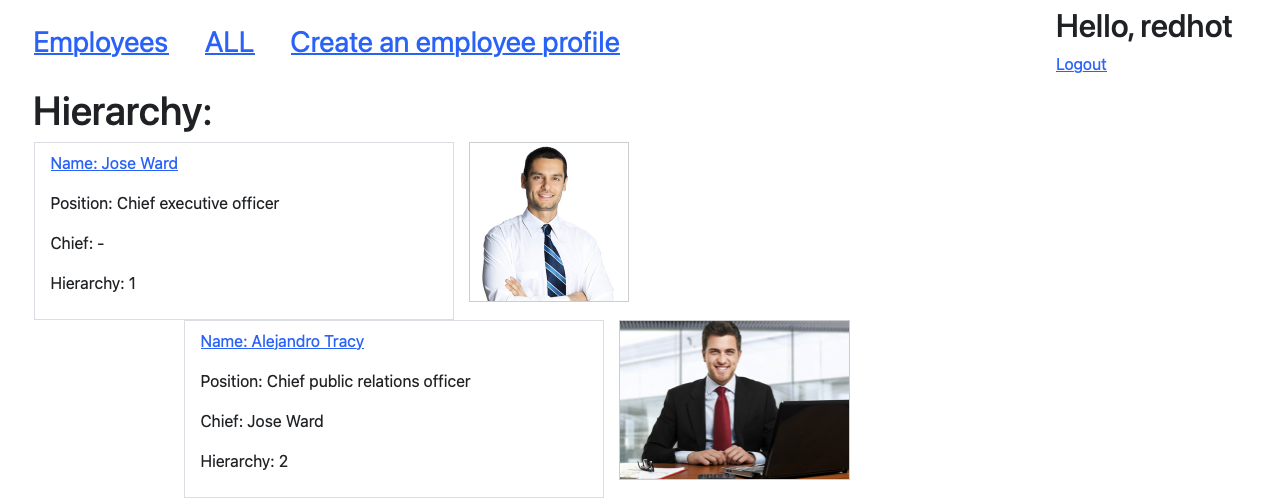 Employees ALL Create an employee profile
Hello, redhot
Logout
Hierarchy:
Name: Jose Ward
Position: Chief executive officer
Chief: -
Hierarchy: 1
Name: Alejandro Tracy
Position: Chief public relations officer
Chief: Jose Ward
Hierarchy: 2